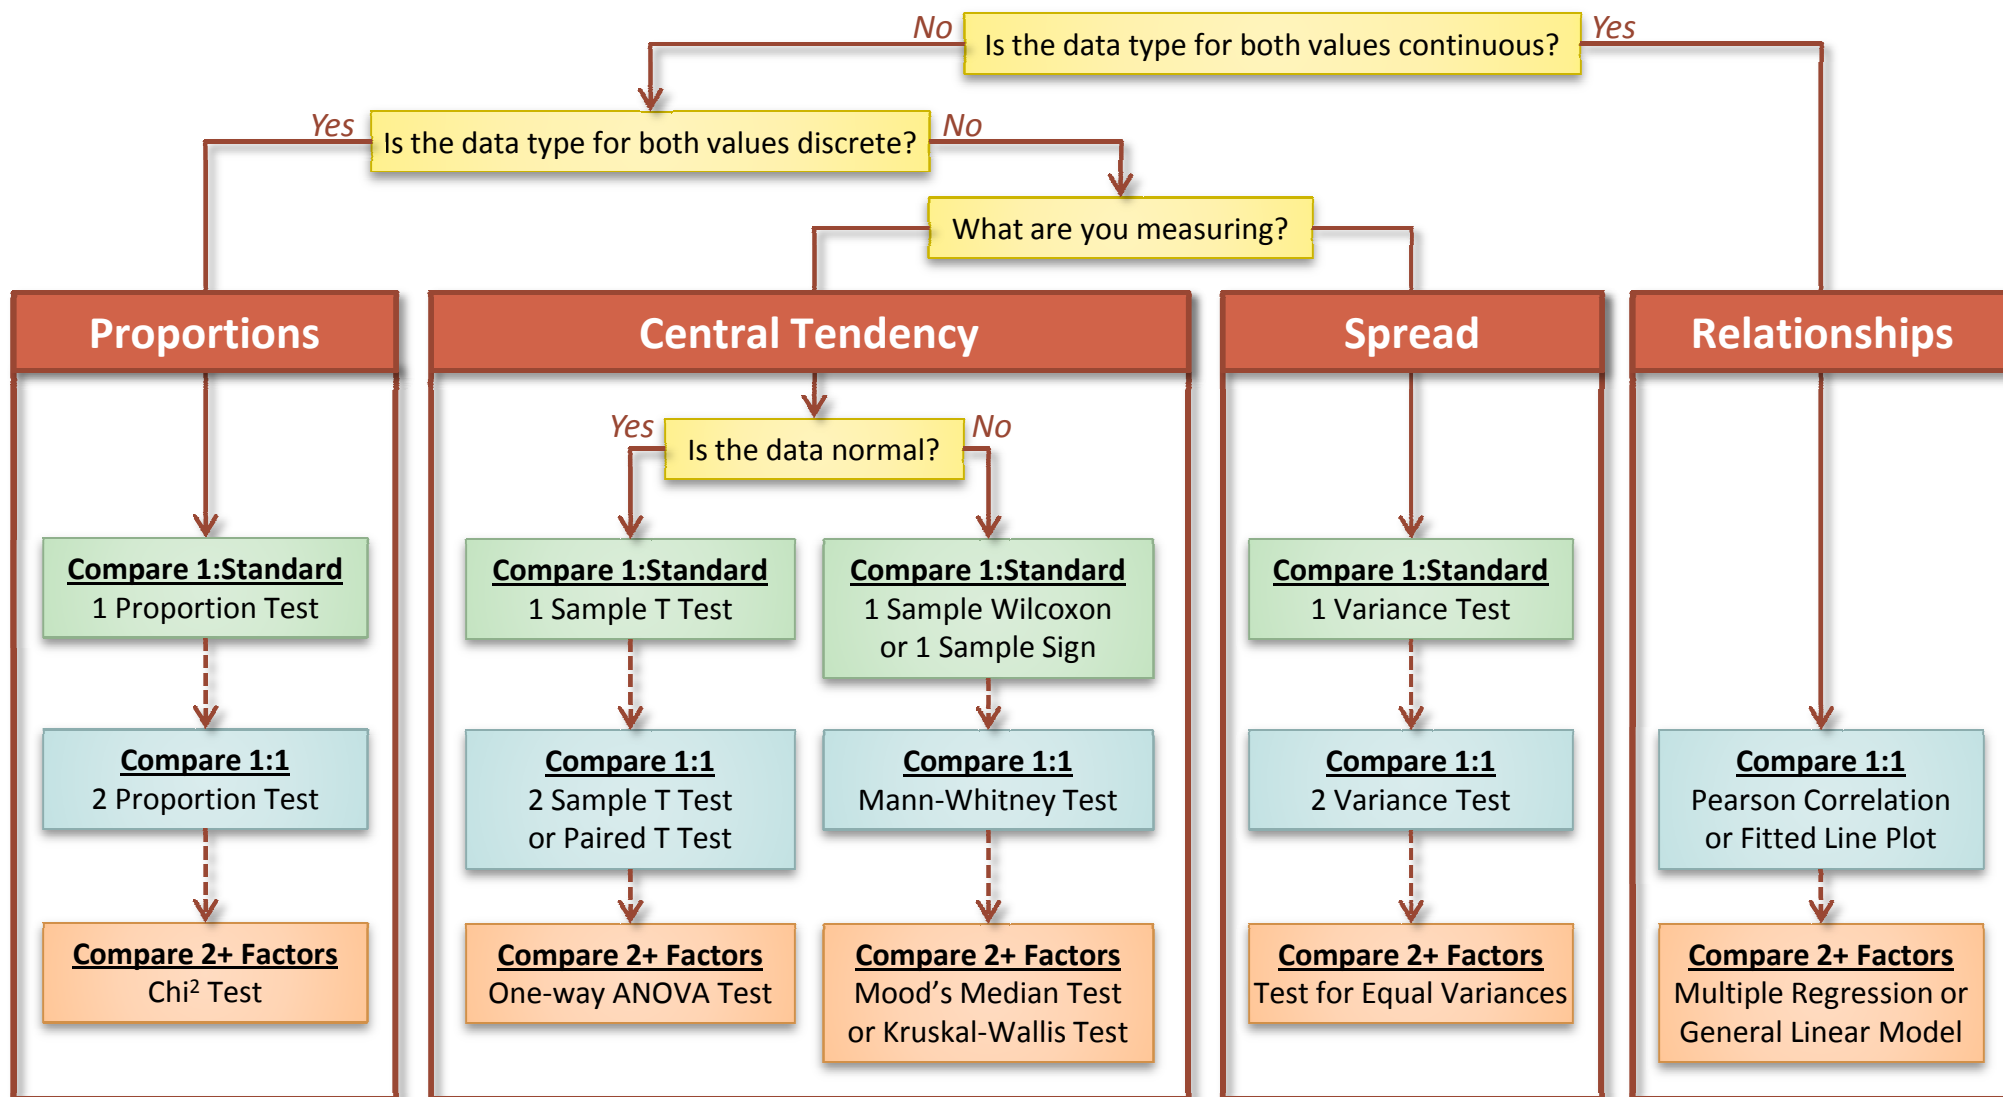 No
Is the data type for both values continuous?
Yes
Yes
Is the data type for both values discrete?
No
What are you measuring?
Proportions
Central Tendency
Spread
Relationships
Yes
Is the data normal?
No
Compare 1:Standard
1 Proportion Test
Compare 1:Standard
1 Sample T Test
Compare 1:Standard
1 Sample Wilcoxon
or 1 Sample Sign
Compare 1:Standard
1 Variance Test
Compare 1:1
2 Proportion Test
Compare 1:1
2 Sample T Test
or Paired T Test
Compare 1:1
Mann-Whitney Test
Compare 1:1
2 Variance Test
Compare 1:1
Pearson Correlation
or Fitted Line Plot
Compare 2+ Factors
Chi² Test
Compare 2+ Factors
One-way ANOVA Test
Compare 2+ Factors
Mood’s Median Test
or Kruskal-Wallis Test
Compare 2+ Factors
Test for Equal Variances
Compare 2+ Factors
Multiple Regression or
General Linear Model